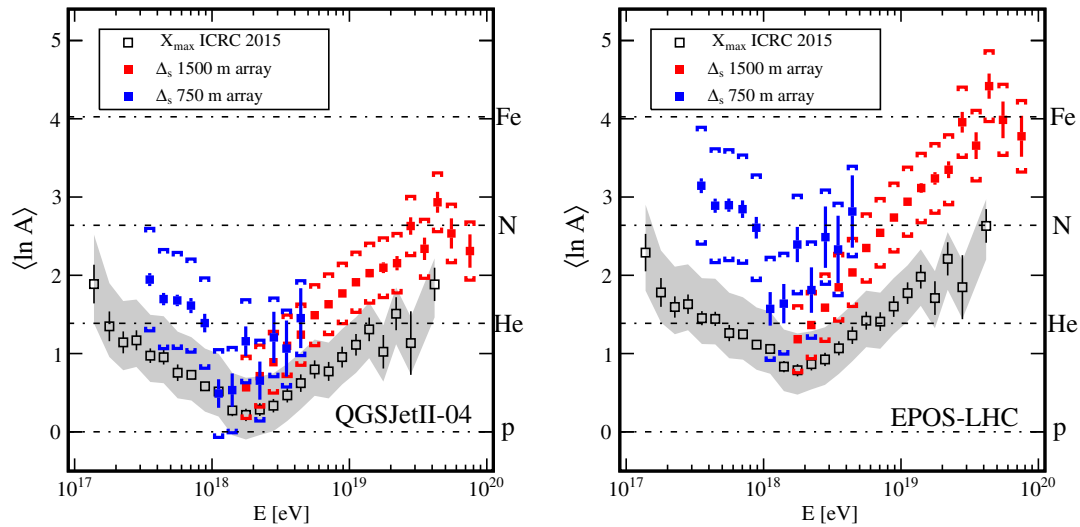 X_max ICRC 2015
Δ_s 1500 m array
Δ_s 750 m array
5
4
3
2
1
0
⟨ln A⟩
Fe
N
He
p
QGSJetII-04
10^17
10^18
10^19
10^20
E [eV]
X_max ICRC 2015
Δ_s 1500 m array
Δ_s 750 m array
5
4
3
2
1
0
⟨ln A⟩
Fe
N
He
p
EPOS-LHC
10^17
10^18
10^19
10^20
E [eV]